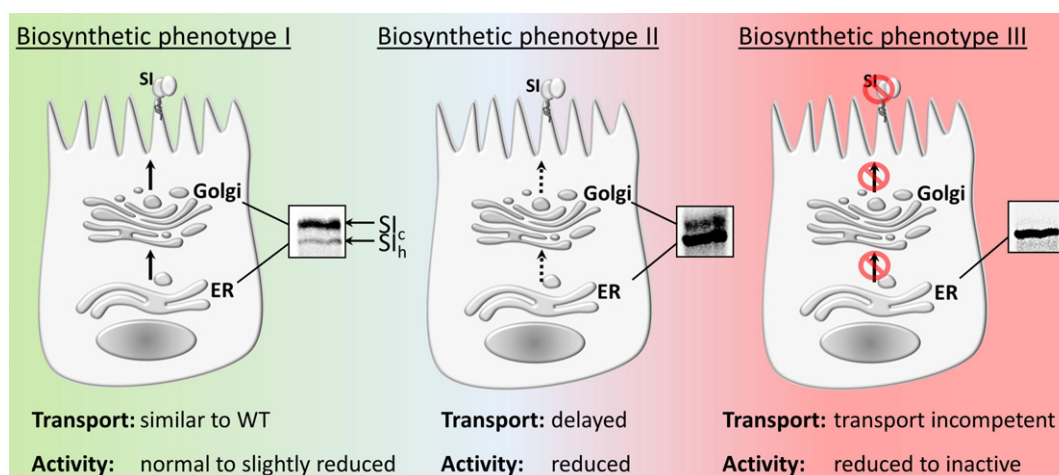 Biosynthetic phenotype I
Biosynthetic phenotype II
Biosynthetic phenotype III
SI
SI
SI
Golgi
Golgi
Golgi
SIc
SIh
ER
ER
ER
Transport: similar to WT
Transport: delayed
Transport: transport incompetent
Activity: normal to slightly reduced
Activity: reduced
Activity: reduced to inactive